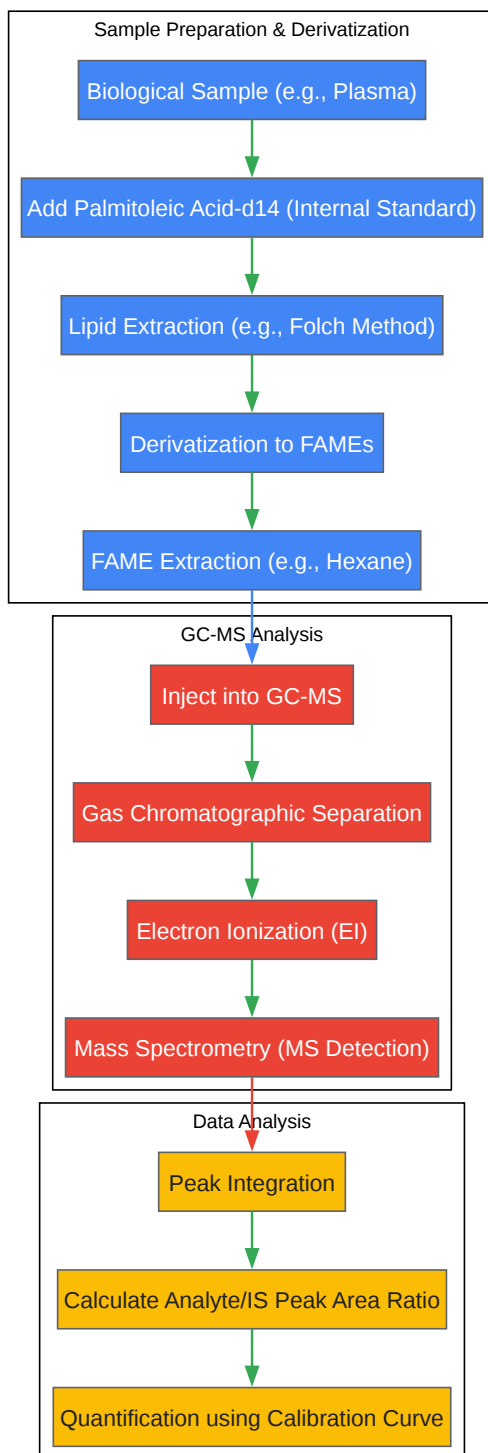 Sample Preparation & Derivatization
Biological Sample (e.g., Plasma)
Add Palmitoleic Acid-d14 (Internal Standard)
Lipid Extraction (e.g., Folch Method)
Derivatization to FAMEs
FAME Extraction (e.g., Hexane)
GC-MS Analysis
Inject into GC-MS
Gas Chromatographic Separation
Electron Ionization (EI)
Mass Spectrometry (MS Detection)
Data Analysis
Peak Integration
Calculate Analyte/IS Peak Area Ratio
Quantification using Calibration Curve